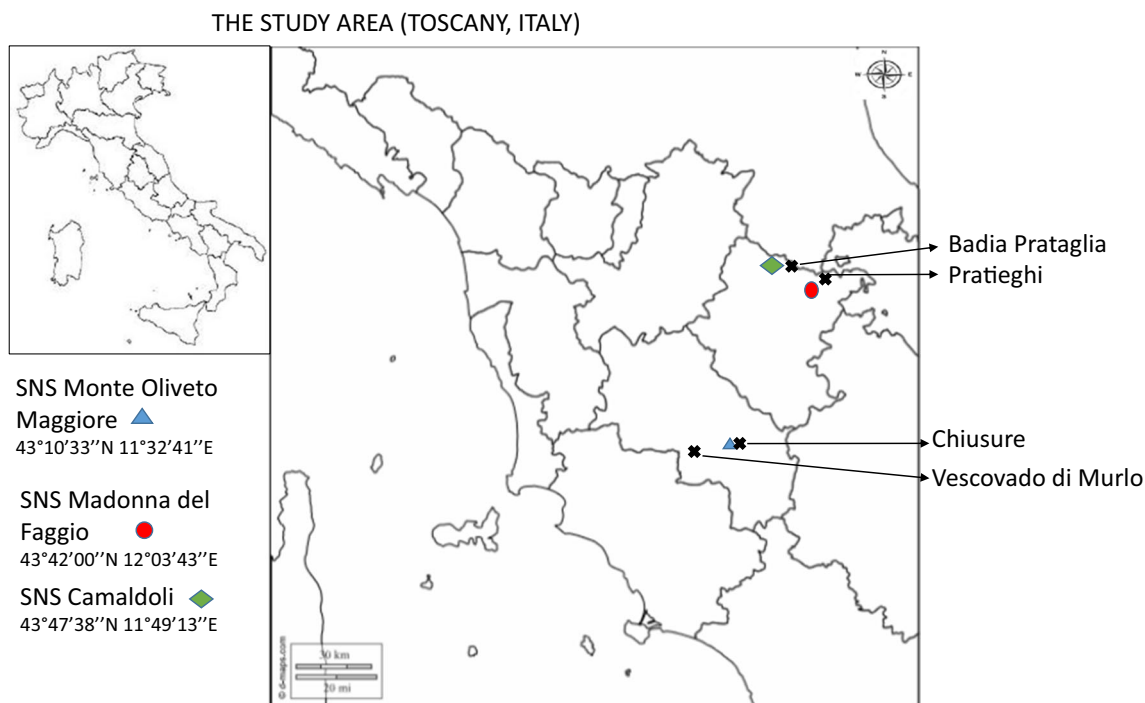 THE STUDY AREA (TOSCANY, ITALY)
N
W E
S
Badia Prataglia
Pratieghi
SNS Monte Oliveto
Maggiore
43°10’33’’N 11°32’41’’E
Chiusure
Vescovado di Murlo
SNS Madonna del
Faggio
43°42’00’’N 12°03’43’’E
SNS Camaldoli
43°47’38’’N 11°49’13’’E
30 km
20 mi
© d-maps.com